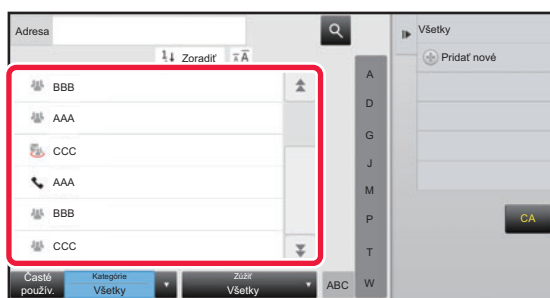 Adresa
Zoradiť
BBB
AAA
CCC
AAA
BBB
CCC
A
D
G
J
M
P
T
W
Časté použív.
Kategórie
Všetky
Zúžiť
Všetky
ABC
Všetky
Pridať nové
CA